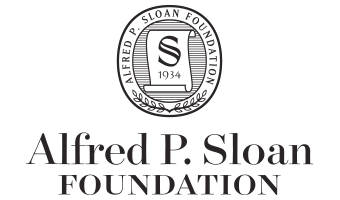 ALFRED P. SLOAN FOUNDATION
S
1934
Alfred P. Sloan
FOUNDATION